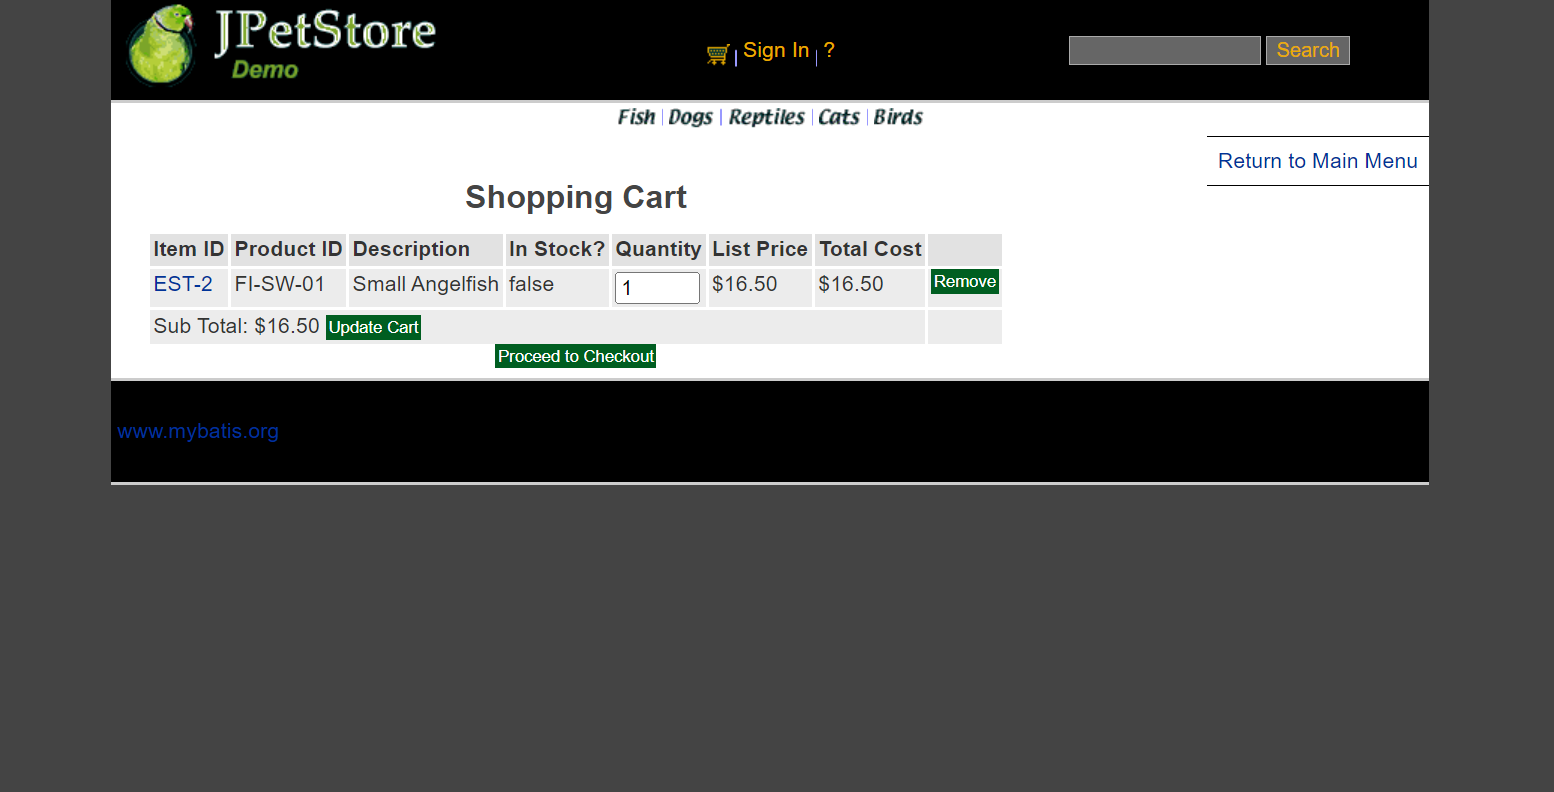 JPetStore
Demo
Sign In | ?
Search
Fish | Dogs | Reptiles | Cats | Birds
Return to Main Menu
Shopping Cart
Item ID Product ID Description In Stock? Quantity List Price Total Cost
EST-2 FI-SW-01 Small Angelfish false 1 $16.50 $16.50 Remove
Sub Total: $16.50 Update Cart
Proceed to Checkout
www.mybatis.org